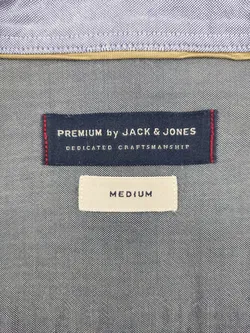 PREMIUM by JACK & JONES
DEDICATED CRAFTSMANSHIP
MEDIUM